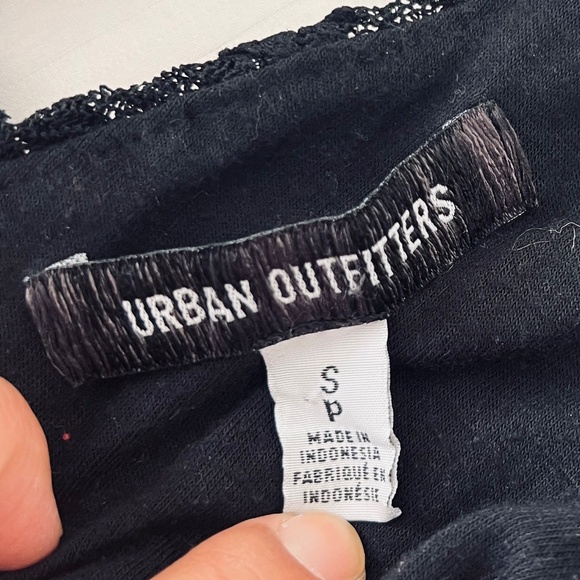 URBAN OUTFITTERS
S
P
MADE IN
INDONESIA
FABRIQUÉ EN
INDONÉSIE